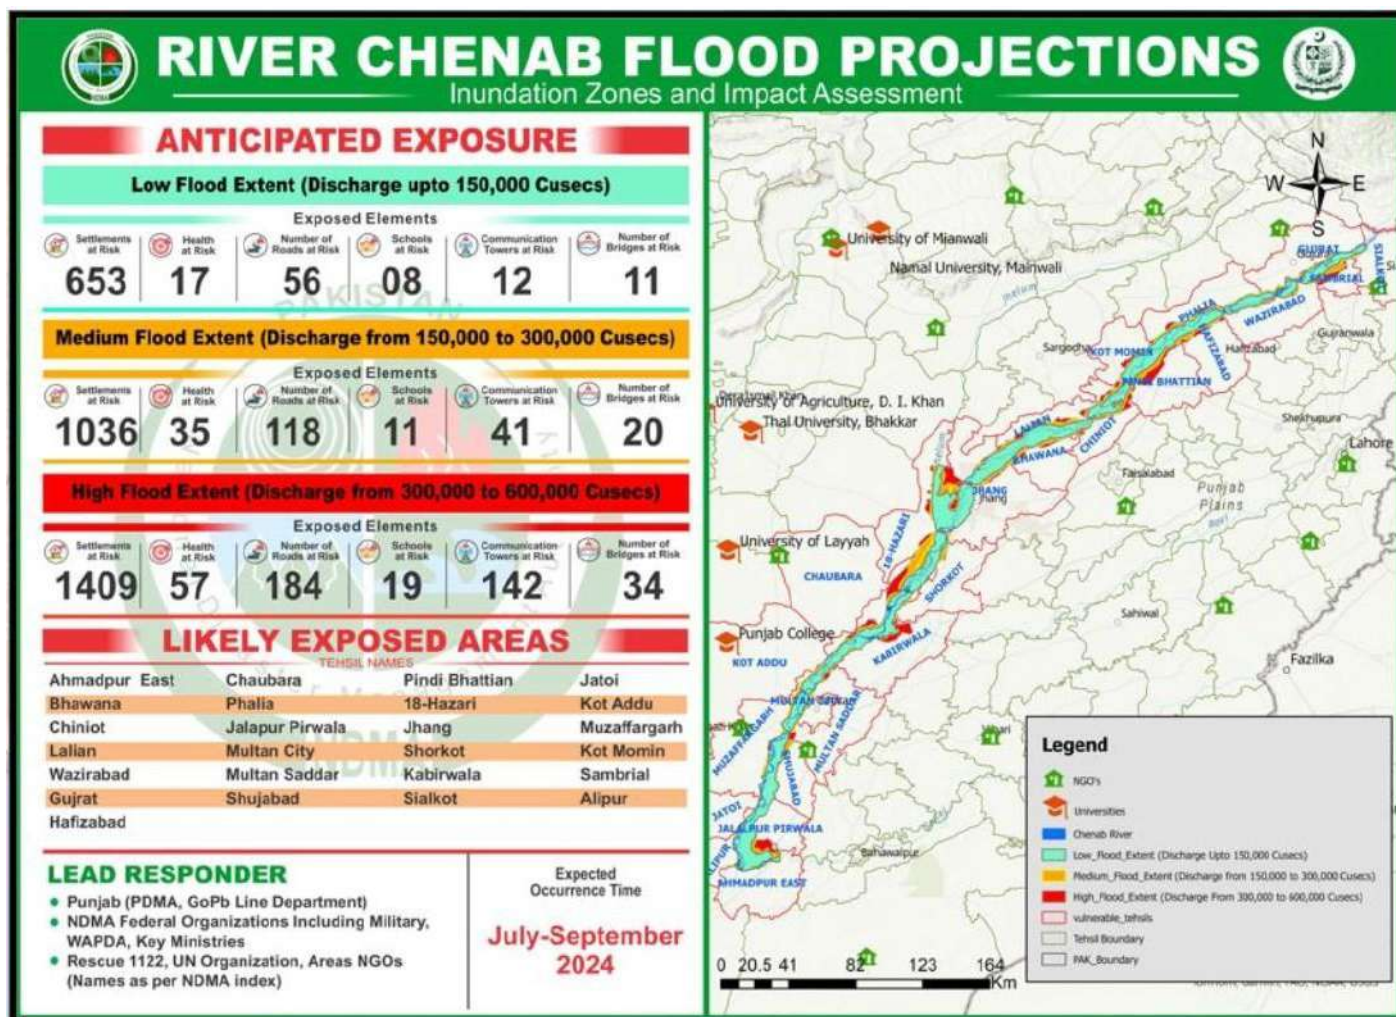 RIVER CHENAB FLOOD PROJECTIONS
Inundation Zones and Impact Assessment
ANTICIPATED EXPOSURE
Low Flood Extent (Discharge upto 150,000 Cusecs)
Exposed Elements
Settlements at Risk
Health at Risk
Number of Roads at Risk
Schools at Risk
Communication Towers at Risk
Number of Bridges at Risk
653 17 56 08 12 11
Medium Flood Extent (Discharge from 150,000 to 300,000 Cusecs)
Exposed Elements
Settlements at Risk
Health at Risk
Number of Roads at Risk
Schools at Risk
Communication Towers at Risk
Number of Bridges at Risk
1036 35 118 11 41 20
High Flood Extent (Discharge from 300,000 to 600,000 Cusecs)
Exposed Elements
Settlements at Risk
Health at Risk
Number of Roads at Risk
Schools at Risk
Communication Towers at Risk
Number of Bridges at Risk
1409 57 184 19 142 34
LIKELY EXPOSED AREAS
TEHSIL NAMES
Ahmadpur East Chaubara Pindi Bhattian Jatoi
Bhawana Phalia 18-Hazari Kot Addu
Chiniot Jalapur Pirwala Jhang Muzaffargarh
Lalian Multan City Shorkot Kot Momin
Wazirabad Multan Saddar Kabirwala Sambrial
Gujrat Shujabad Sialkot Alipur
Hafizabad
LEAD RESPONDER
• Punjab (PDMA, GoPb Line Department)
• NDMA Federal Organizations Including Military,
WAPDA, Key Ministries
• Rescue 1122, UN Organization, Areas NGOs
(Names as per NDMA index)
Expected
Occurrence Time
July-September
2024
PAKISTAN
NDMA
N
W E
S
University of Mianwali
Namal University, Mainwali
GUJRAT
SAMBRIAL
PHALIA
WAZIRABAD
Gujranwala
Sargodha
KOT MOMIN
HAFIZABAD
Hafizabad
PINDI BHATTIAN
University of Agriculture, D. I. Khan
Thal University, Bhakkar
Sheikhupura
LALIAN
CHINIOT
Lahore
BHAWANA
Faisalabad
JHANG
Jhang
Punjab
Plains
18-HAZARI
University of Layyah
CHAUBARA
SHORKOT
Sahiwal
Punjab College
KABIRWALA
KOT ADDU
Fazilka
MUZAFFARGARH
MULTAN SADDAR
SHUJABAD
JATOI
JALALPUR PIRWALA
Bahawalpur
AHMADPUR EAST
Legend
NGO's
Universities
Chenab River
Low_Flood_Extent (Discharge Upto 150,000 Cusecs)
Medium_Flood_Extent (Discharge from 150,000 to 300,000 Cusecs)
High_Flood_Extent (Discharge From 300,000 to 600,000 Cusecs)
vulnerable_tehsils
Tehsil Boundary
PAK_Boundary
0 20.5 41 82 123 164
Km